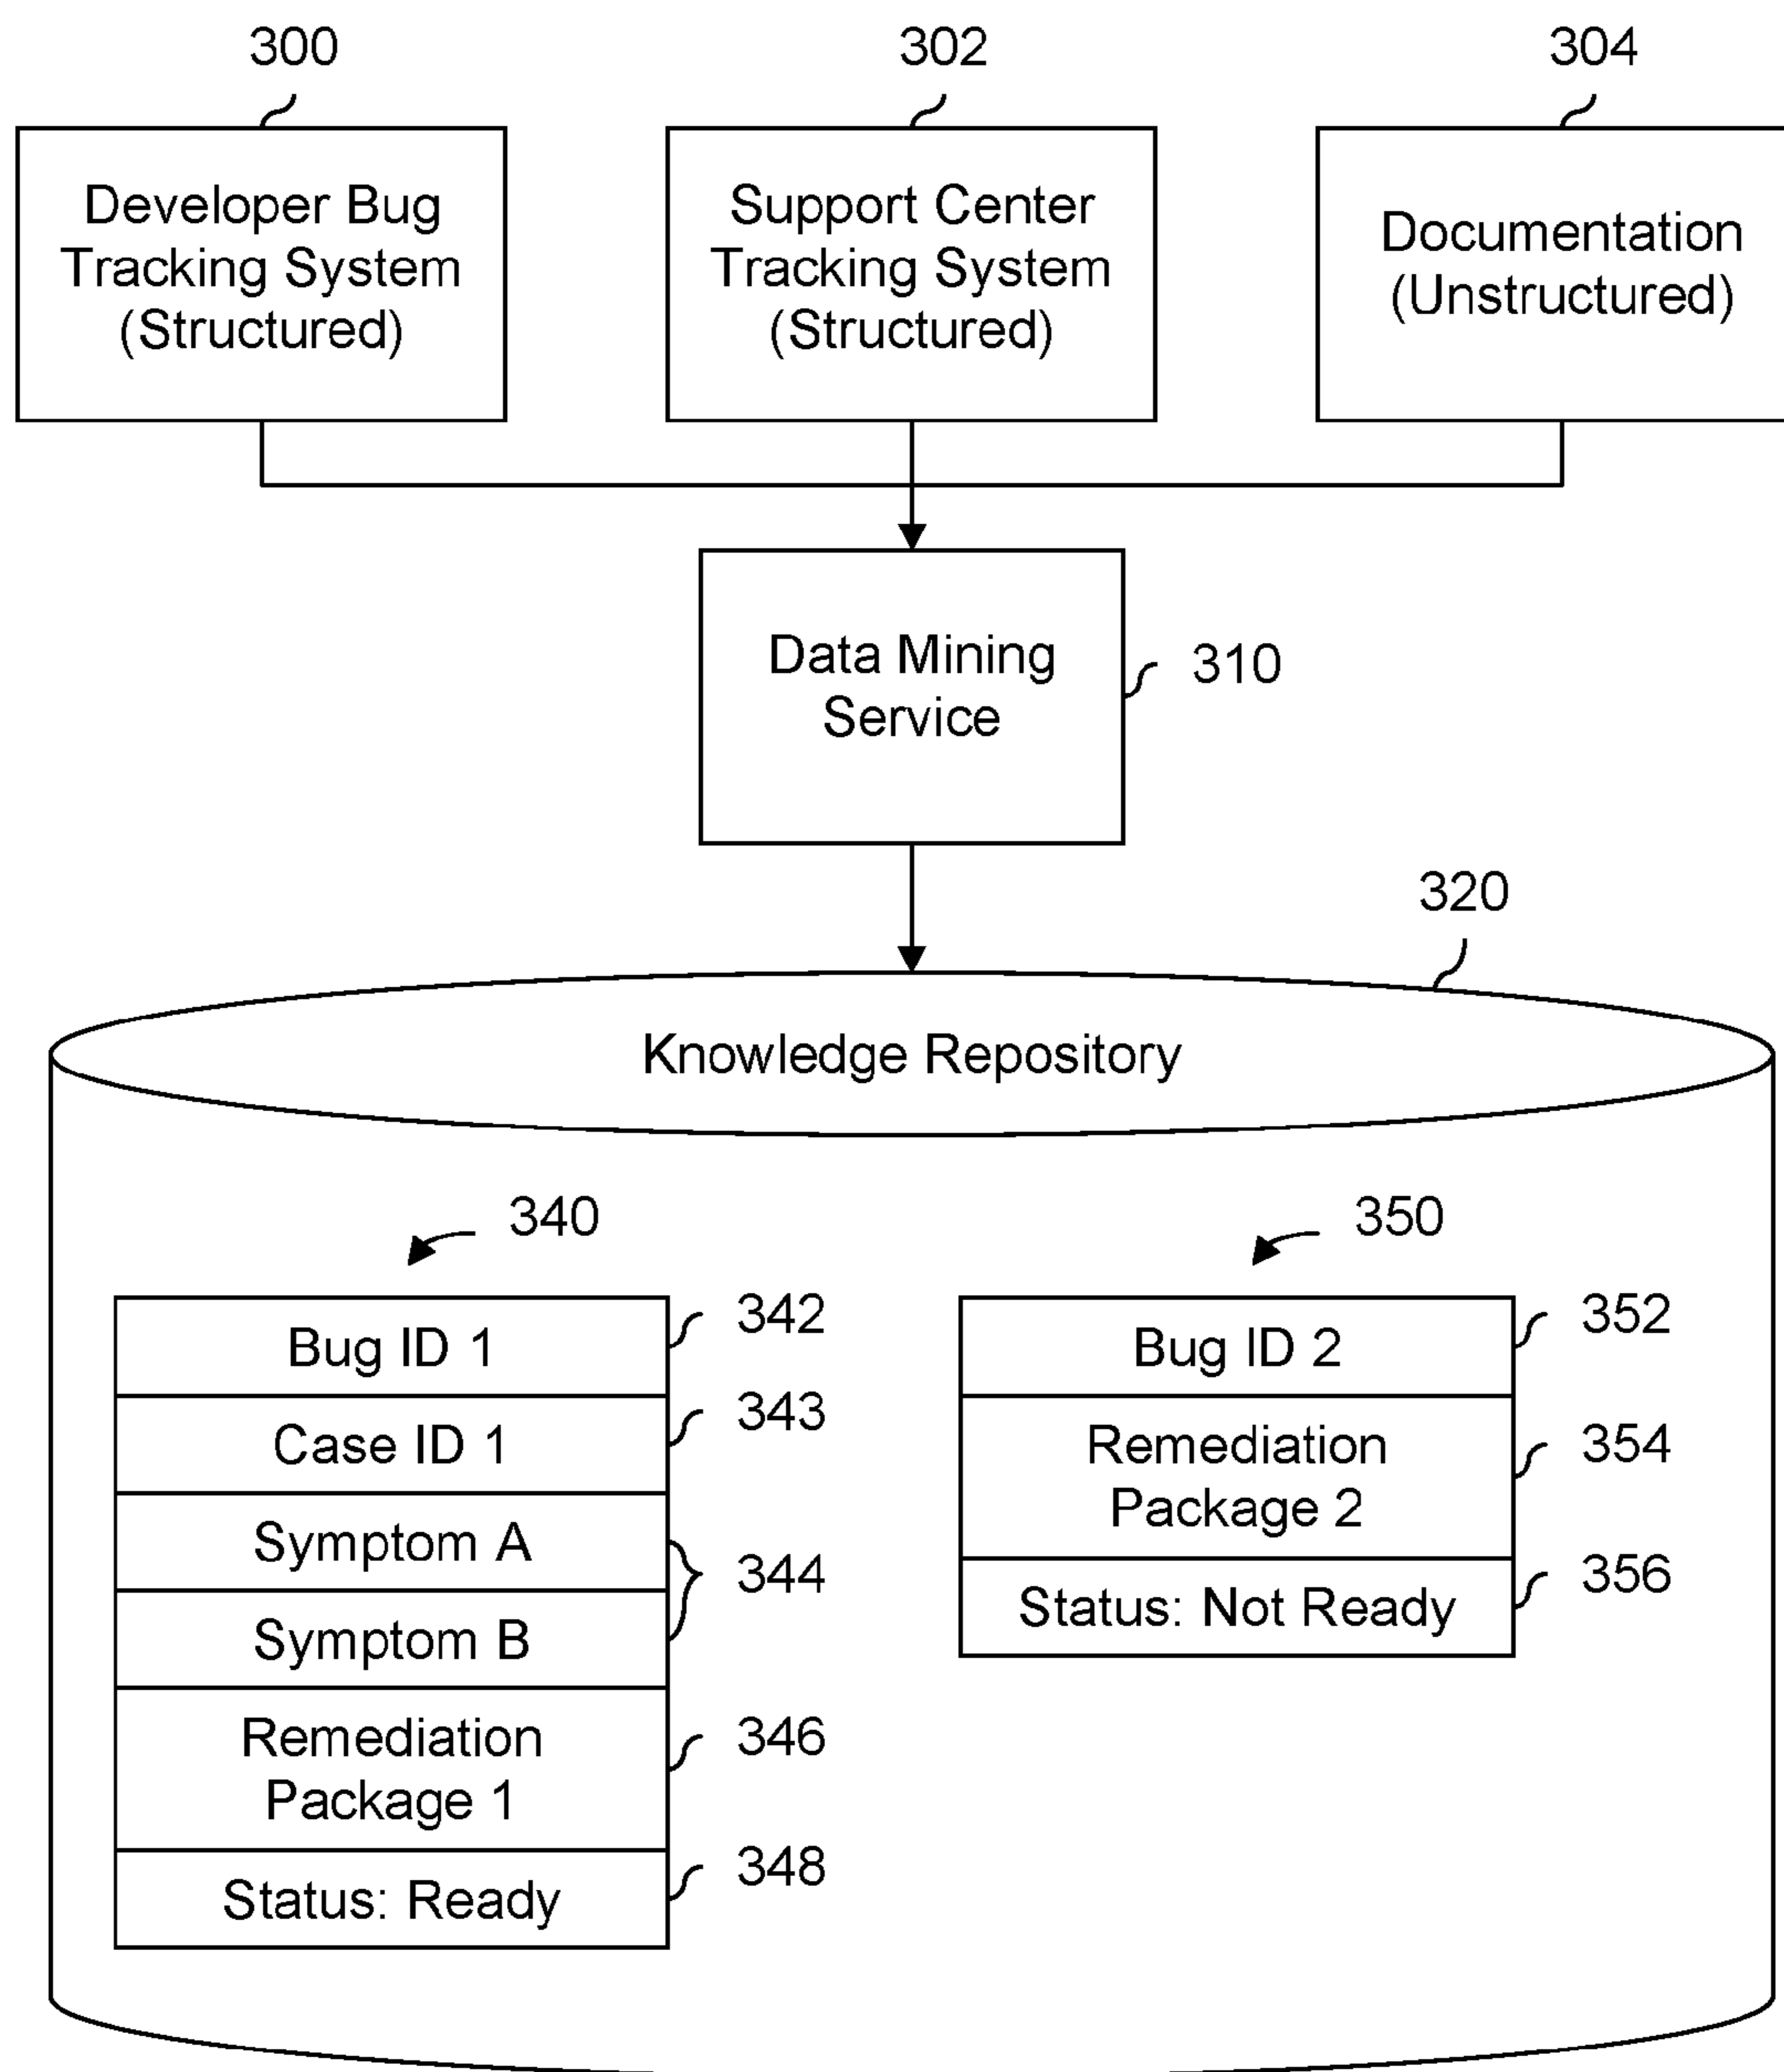 300
302
304
Developer Bug
Tracking System
(Structured)
Support Center
Tracking System
(Structured)
Documentation
(Unstructured)
Data Mining
Service
310
320
Knowledge Repository
340
350
Bug ID 1
342
Case ID 1
343
Symptom A
Symptom B
344
Remediation
Package 1
346
Status: Ready
348
Bug ID 2
352
Remediation
Package 2
354
Status: Not Ready
356